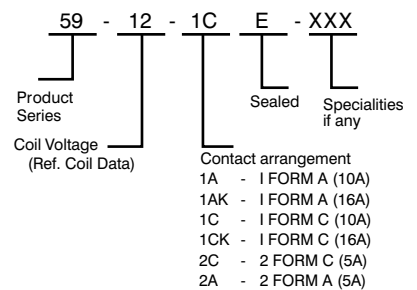 59 - 12 - 1C E - XXX
Product
Series
Coil Voltage
(Ref. Coil Data)
Sealed
Specialities
if any
Contact arrangement
1A - I FORM A (10A)
1AK - I FORM A (16A)
1C - I FORM C (10A)
1CK - I FORM C (16A)
2C - 2 FORM C (5A)
2A - 2 FORM A (5A)